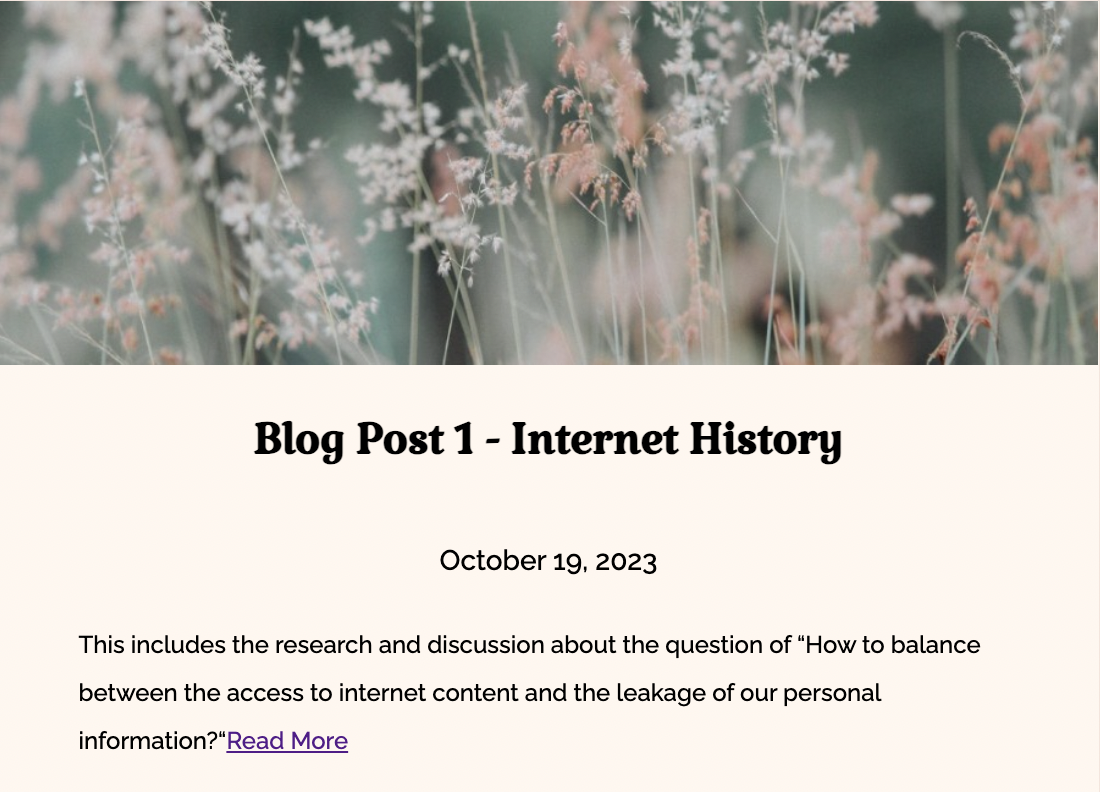 Blog Post 1 - Internet History
October 19, 2023
This includes the research and discussion about the question of “How to balance
between the access to internet content and the leakage of our personal
information?“Read More